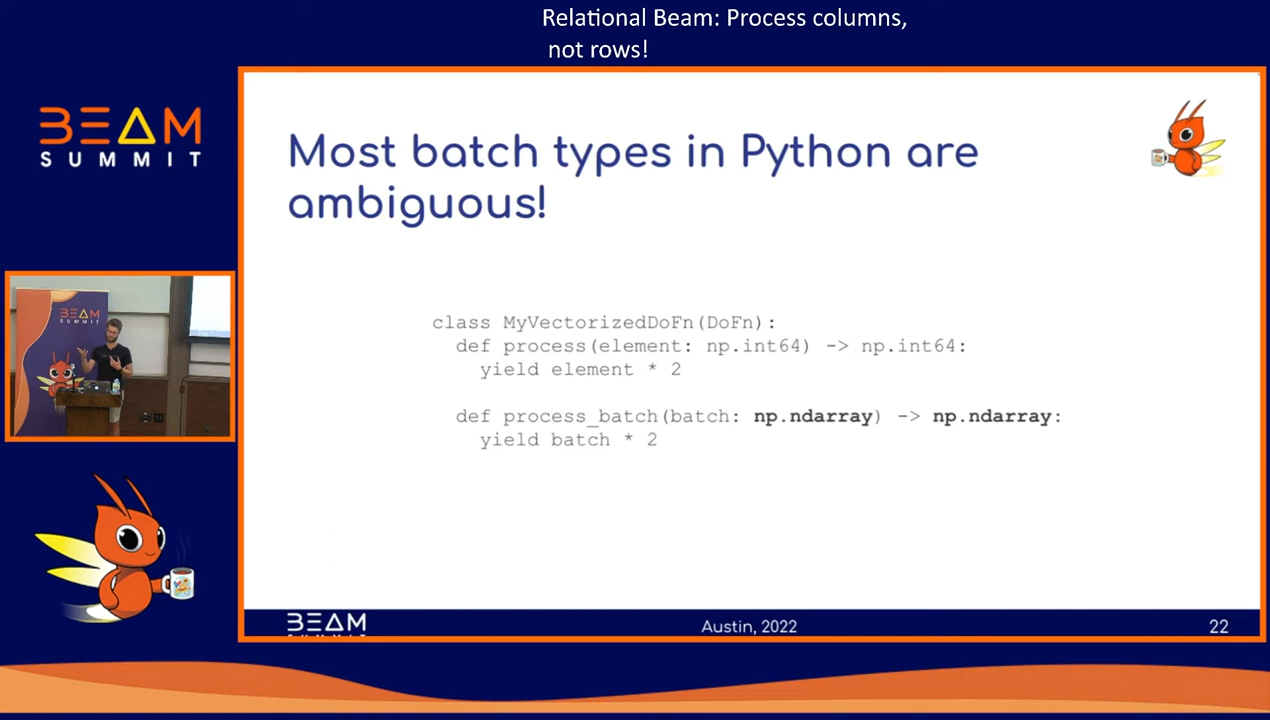 Relational Beam: Process columns,
not rows!
BEAM
SUMMIT
Most batch types in Python are
ambiguous!
class MyVectorizedDoFn(DoFn):
def process(element: np.int64) -> np.int64:
yield element * 2
def process_batch(batch: np.ndarray) -> np.ndarray:
yield batch * 2
BEAM
SUMMIT
BEAM
Austin, 2022
22